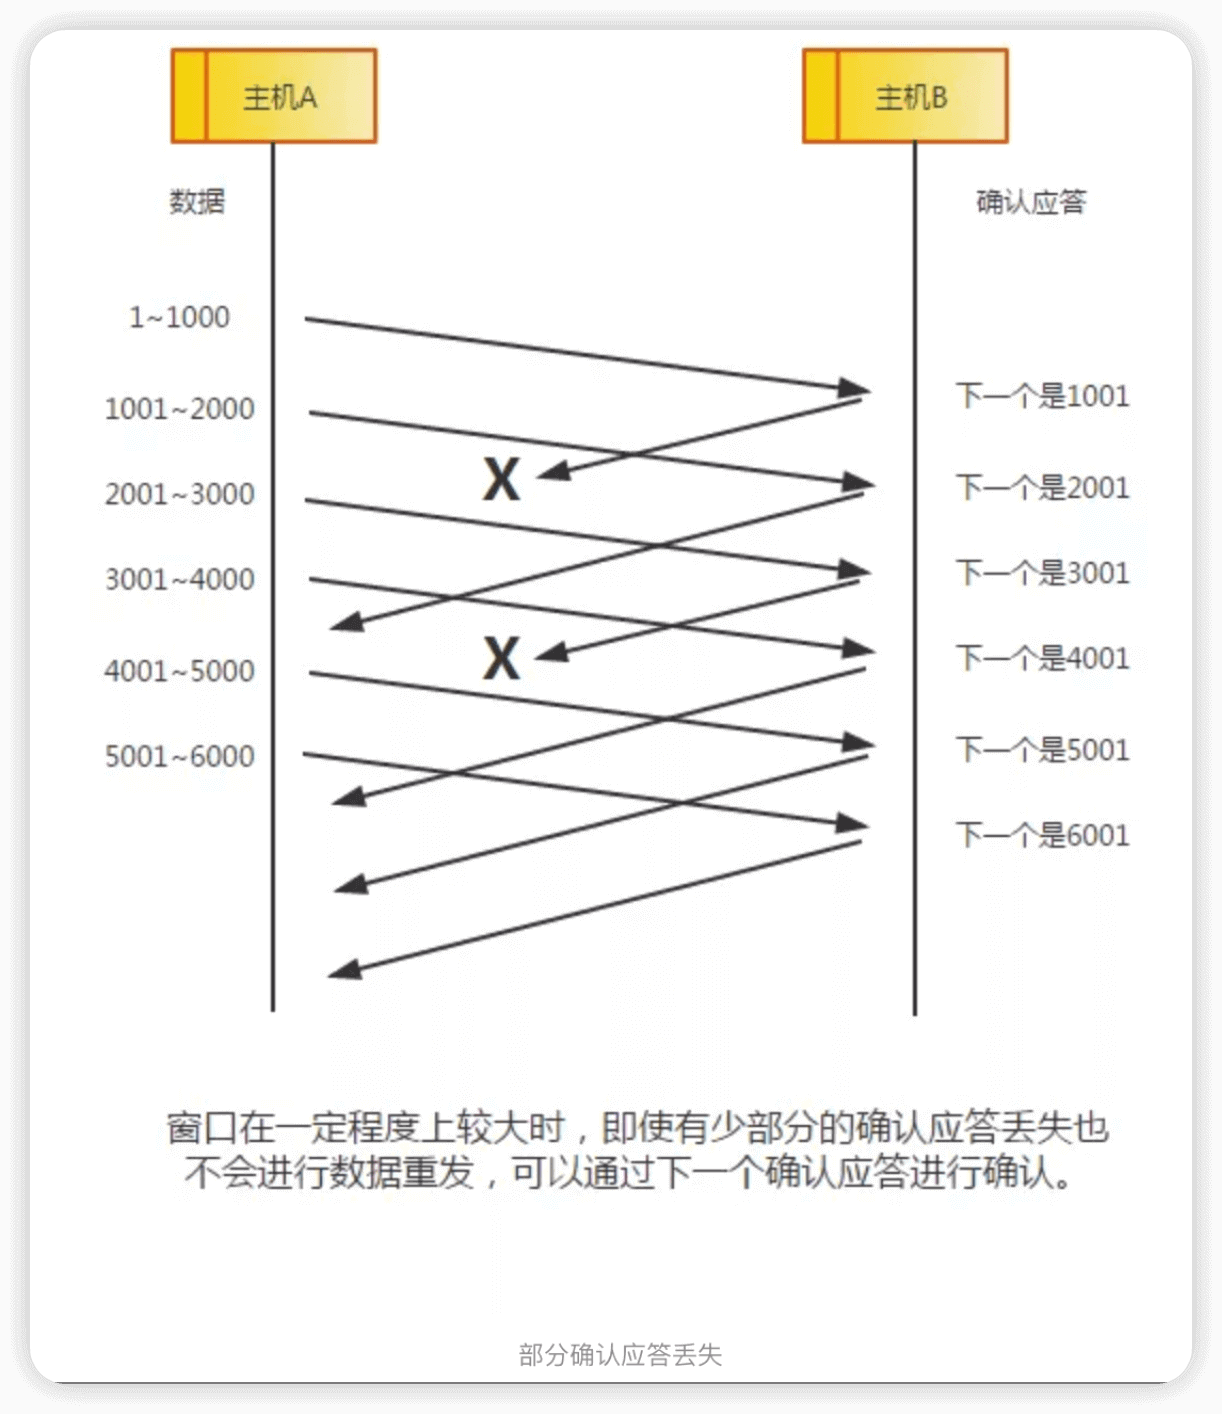 主机A
主机B
数据
确认应答
1~1000
下一个是1001
1001~2000
下一个是2001
X
2001~3000
下一个是3001
3001~4000
下一个是4001
X
4001~5000
下一个是5001
5001~6000
下一个是6001
窗口在一定程度上较大时，即使有少部分的确认应答丢失也
不会进行数据重发，可以通过下一个确认应答进行确认。
部分确认应答丢失